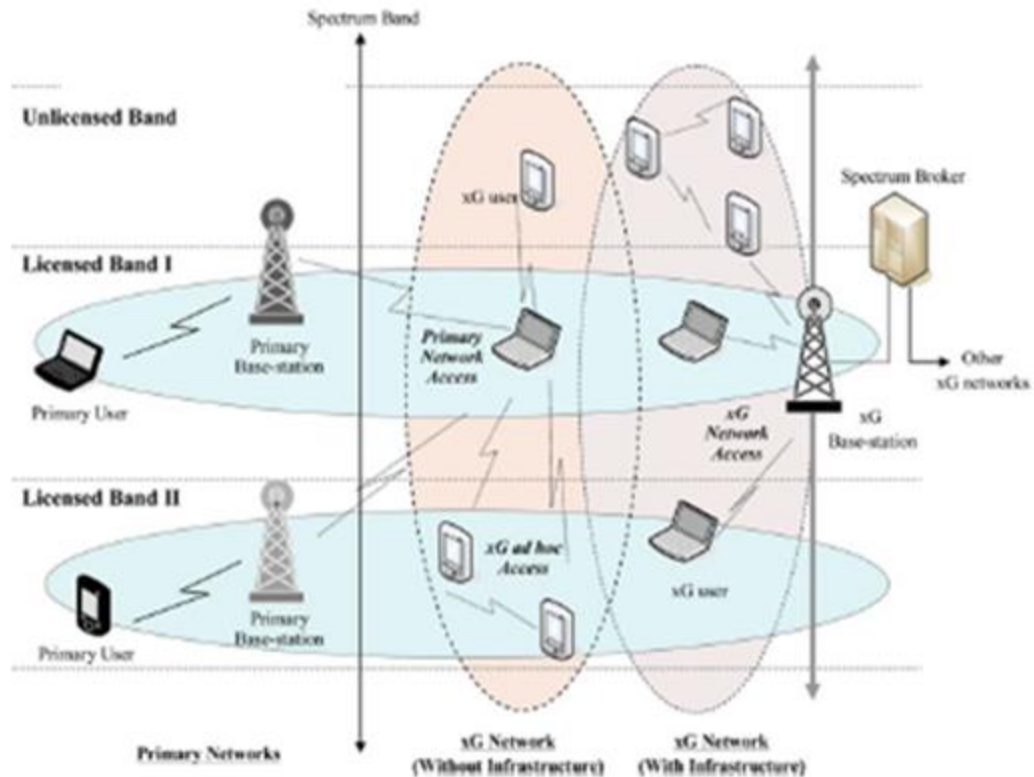 Spectrum Band
Unlicensed Band
xG user
Spectrum Broker
Licensed Band I
Primary
Base-station
Primary
Network
Access
Primary User
Other
xG networks
xG
Network
Access
xG
Base-station
Licensed Band II
xG ad hoc
Access
xG user
Primary
Base-station
Primary User
Primary Networks
xG Network
(Without Infrastructure)
xG Network
(With Infrastructure)